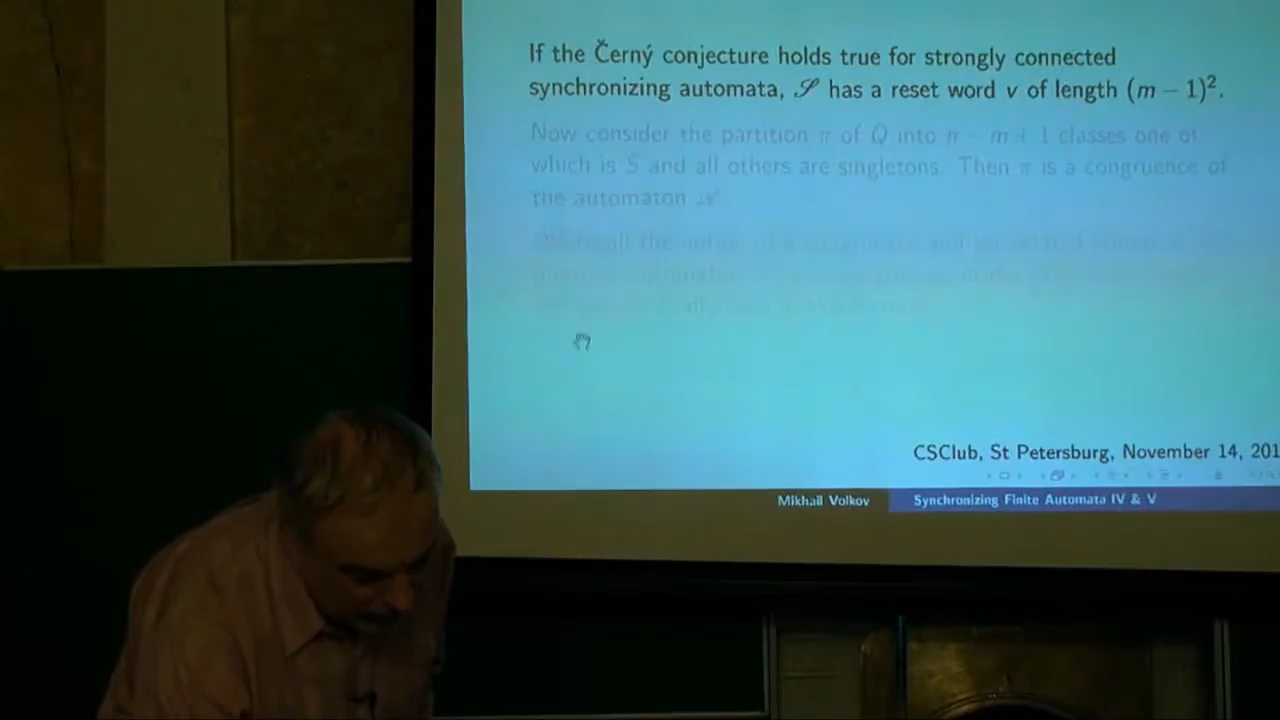 If the Černý conjecture holds true for strongly connected
synchronizing automata, 𝒮 has a reset word v of length (m − 1)².
Now consider the partition π of Q into n − m + 1 classes one of
which is S and all others are singletons. Then π is a congruence of
the automaton 𝒜
CSClub, St Petersburg, November 14, 201
Mikhail Volkov
Synchronizing Finite Automata IV & V